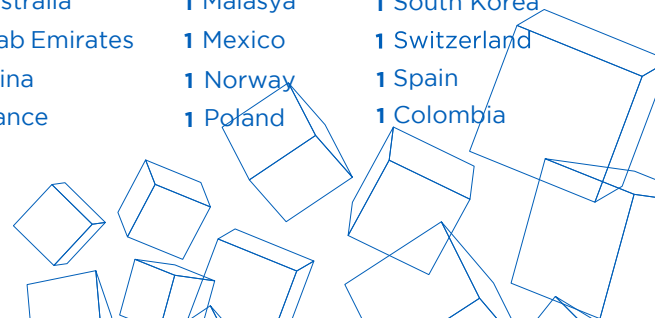 stralia 1 Malasya 1 South Korea
ab Emirates 1 Mexico 1 Switzerland
ina 1 Norway 1 Spain
ance 1 Poland 1 Colombia